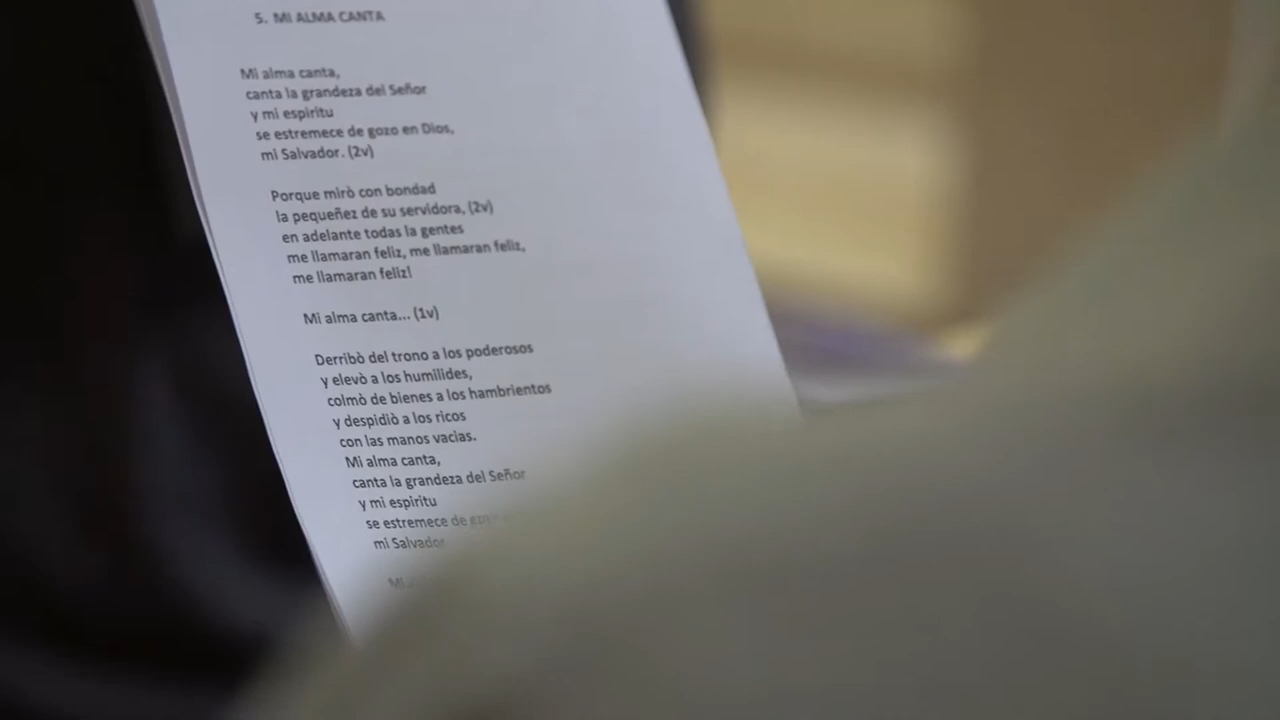 5. MI ALMA CANTA
Mi alma canta,
canta la grandeza del Señor
y mi espiritu
se estremece de gozo en Dios,
mi Salvador. (2v)
Porque mirò con bondad
la pequeñez de su servidora, (2v)
en adelante todas la gentes
me llamaran feliz, me llamaran feliz,
me llamaran feliz!
Mi alma canta... (1v)
Derribò del trono a los poderosos
y elevò a los humilides,
colmò de bienes a los hambrientos
y despidiò a los ricos
con las manos vacias.
Mi alma canta,
canta la grandeza del Señor
y mi espiritu
se estremece de
mi Salvador